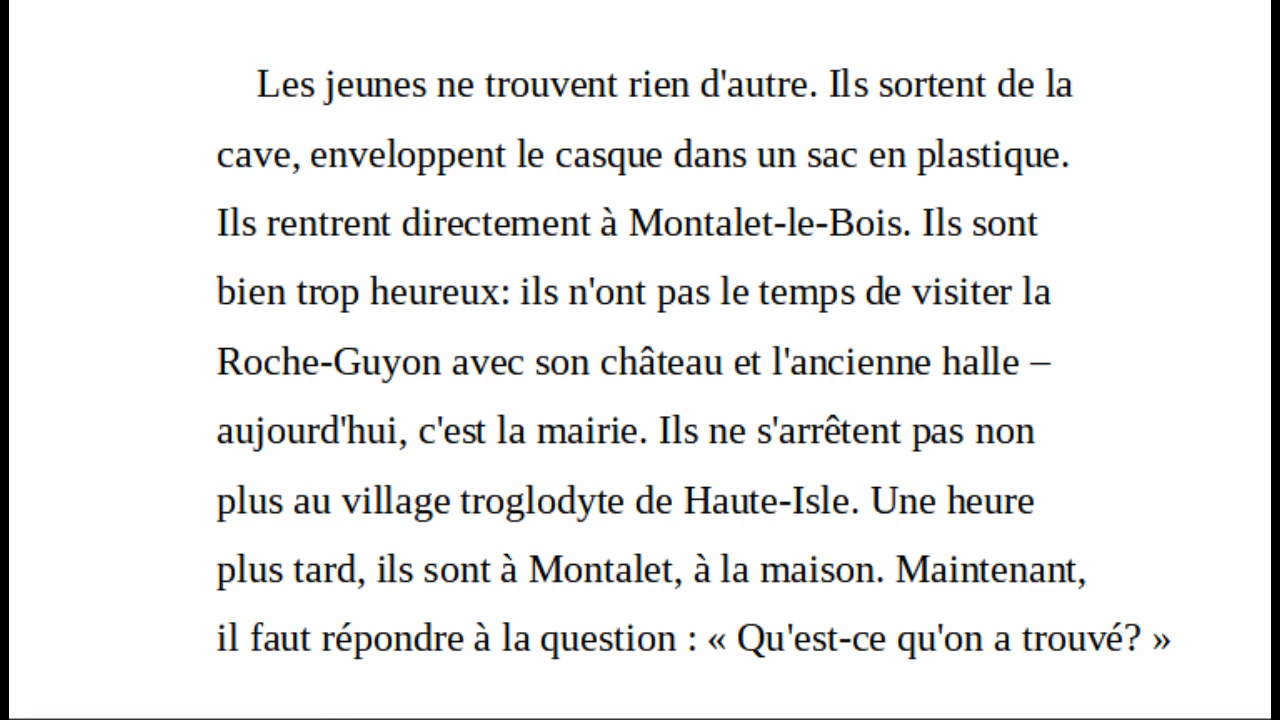 Les jeunes ne trouvent rien d'autre. Ils sortent de la
cave, enveloppent le casque dans un sac en plastique.
Ils rentrent directement à Montalet-le-Bois. Ils sont
bien trop heureux: ils n'ont pas le temps de visiter la
Roche-Guyon avec son château et l'ancienne halle –
aujourd'hui, c'est la mairie. Ils ne s'arrêtent pas non
plus au village troglodyte de Haute-Isle. Une heure
plus tard, ils sont à Montalet, à la maison. Maintenant,
il faut répondre à la question : « Qu'est-ce qu'on a trouvé? »